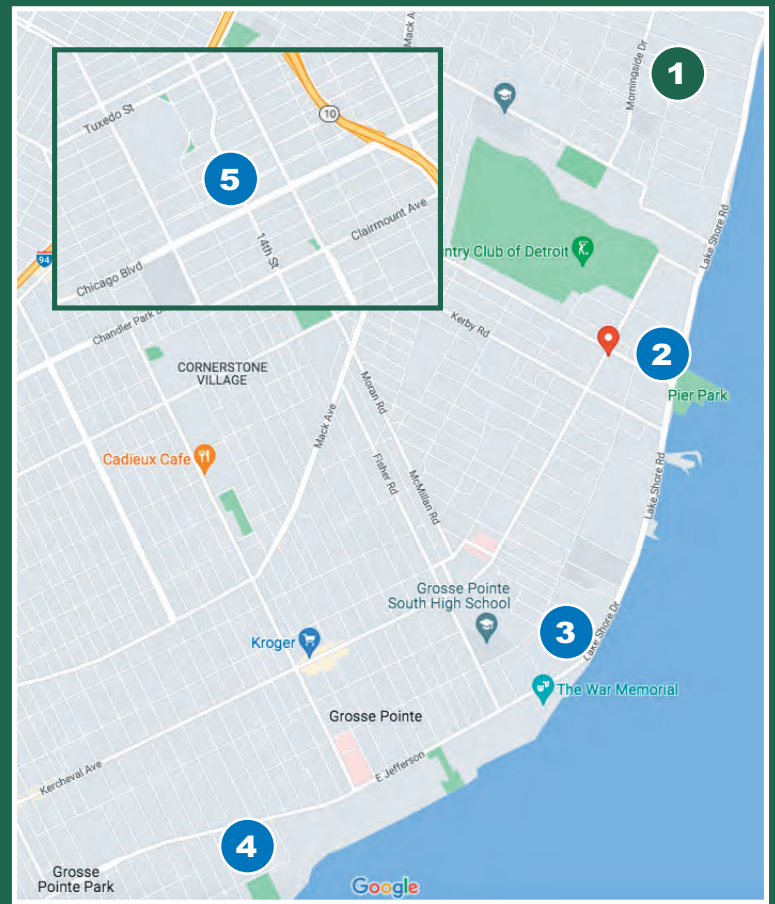 Mack A
Morningside Dr
1
Tuxedo St
10
5
Clairmount Ave
14th St
94
Chicago Blvd
ntry Club of Detroit
Lake Shore Rd
Chandler Park
Kerby Rd
2
CORNERSTONE
VILLAGE
Moran Rd
Pier Park
Mack Ave
Cadieux Cafe
Fisher Rd
McMillan Rd
Lake Shore Rd
Grosse Pointe
South High School
3
Lake Shore Dr
Kroger
The War Memorial
Grosse Pointe
Kercheval Ave
E Jefferson
4
Grosse
Pointe Park
Google